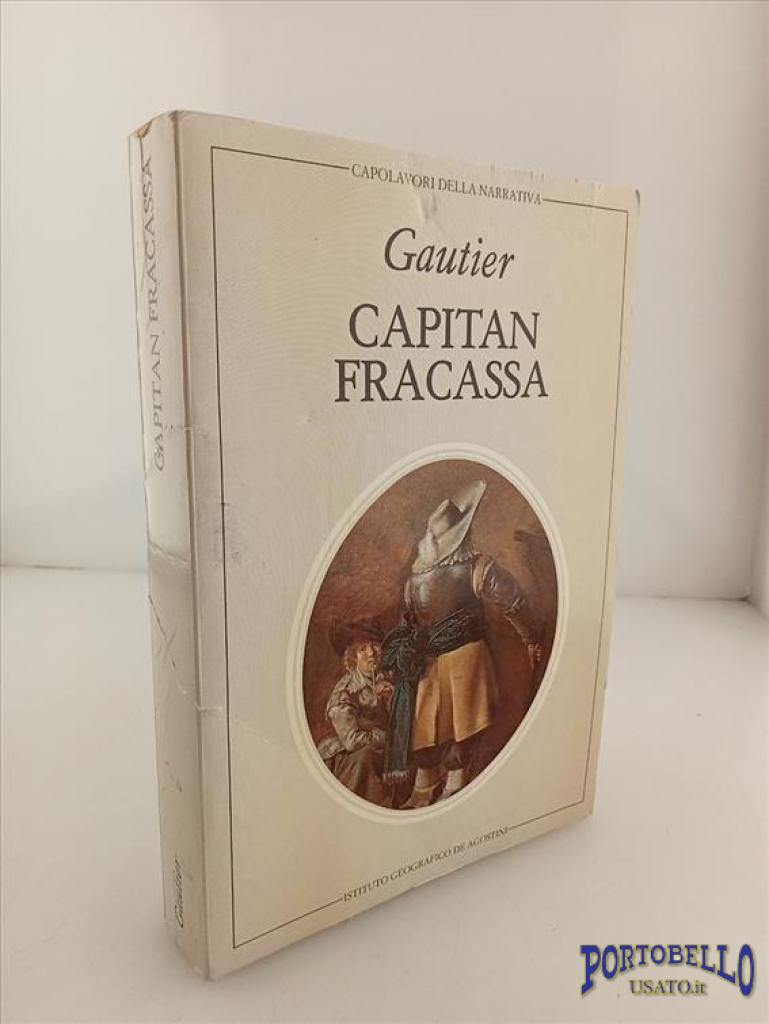 CAPOLAVORI DELLA NARRATIVA
Gautier
CAPITAN
FRACASSA
ISTITUTO GEOGRAFICO DE AGOSTINI
CAPITAN FRACASSA
Gautier
PORTOBELLO
USATO.it